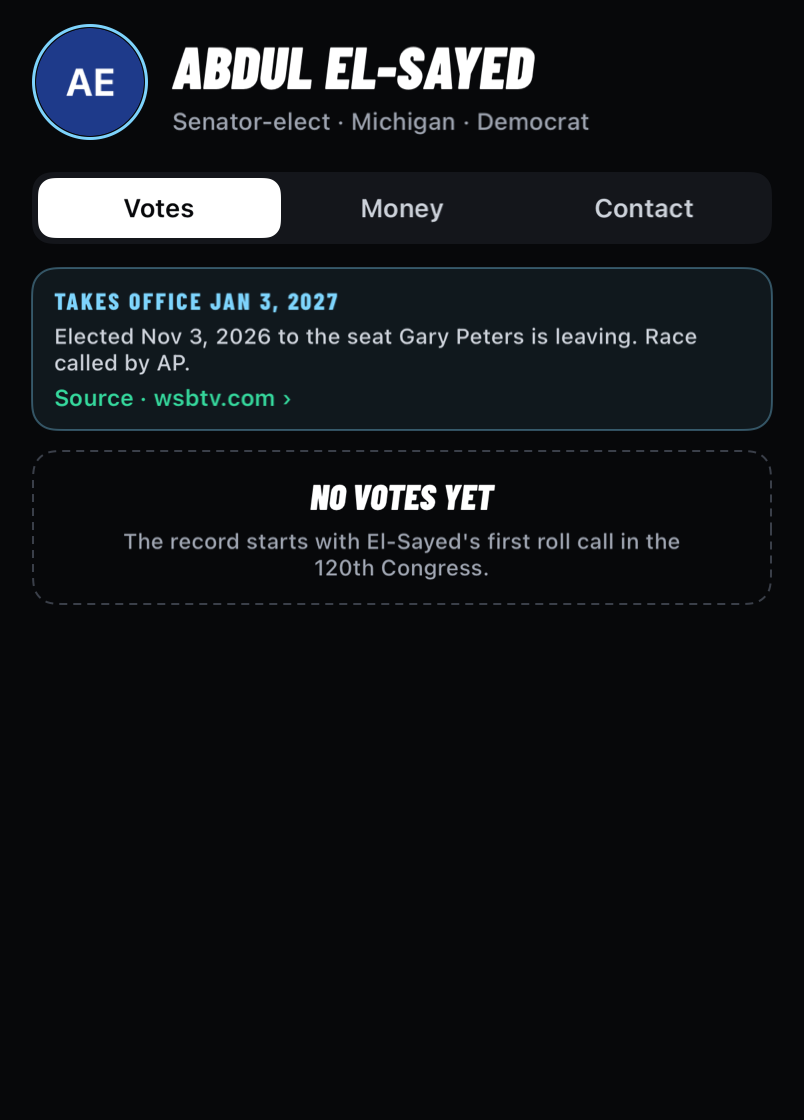 AE
ABDUL EL-SAYED
Senator-elect · Michigan · Democrat
Votes
Money
Contact
TAKES OFFICE JAN 3, 2027
Elected Nov 3, 2026 to the seat Gary Peters is leaving. Race
called by AP.
Source · wsbtv.com ›
NO VOTES YET
The record starts with El-Sayed's first roll call in the
120th Congress.